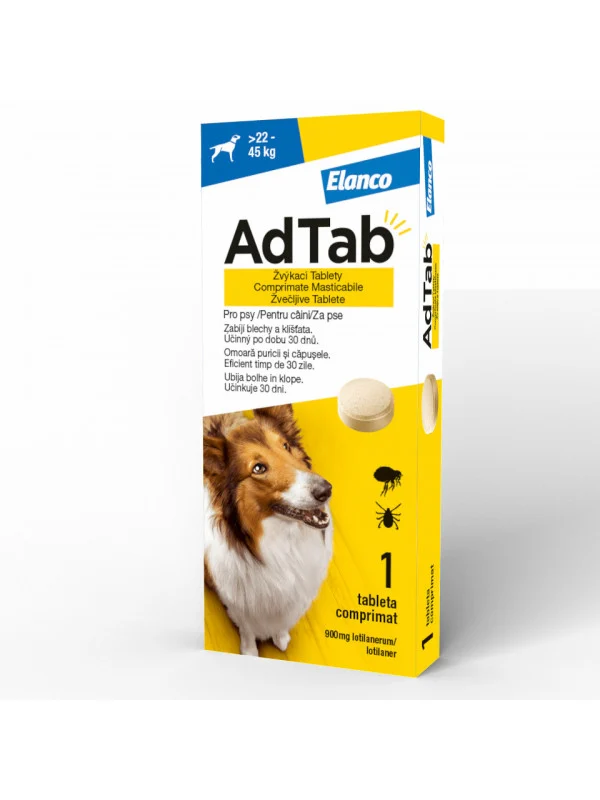 >22 -
45 kg
Elanco
AdTab
Žvýkací Tablety
Comprimate Masticabile
Žvečljive Tablete
Pro psy /Pentru câini/Za pse
Zabíjí blechy a klíšťata.
Účinný po dobu 30 dnů.
Omoară puricii și căpușele.
Eficient timp de 30 zile.
Ubija bolhe in klope.
Učinkuje 30 dni.
1
tableta
comprimat
900mg lotilanerum/
lotilaner
Elanco
AdTab
1 tableta
comprimat